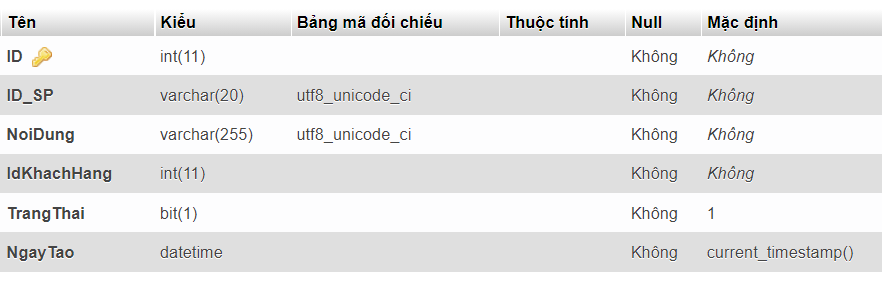 Tên Kiểu Bảng mã đối chiếu Thuộc tính Null Mặc định
ID int(11) Không Không
ID_SP varchar(20) utf8_unicode_ci Không Không
NoiDung varchar(255) utf8_unicode_ci Không Không
IdKhachHang int(11) Không Không
TrangThai bit(1) Không 1
NgayTao datetime Không current_timestamp()